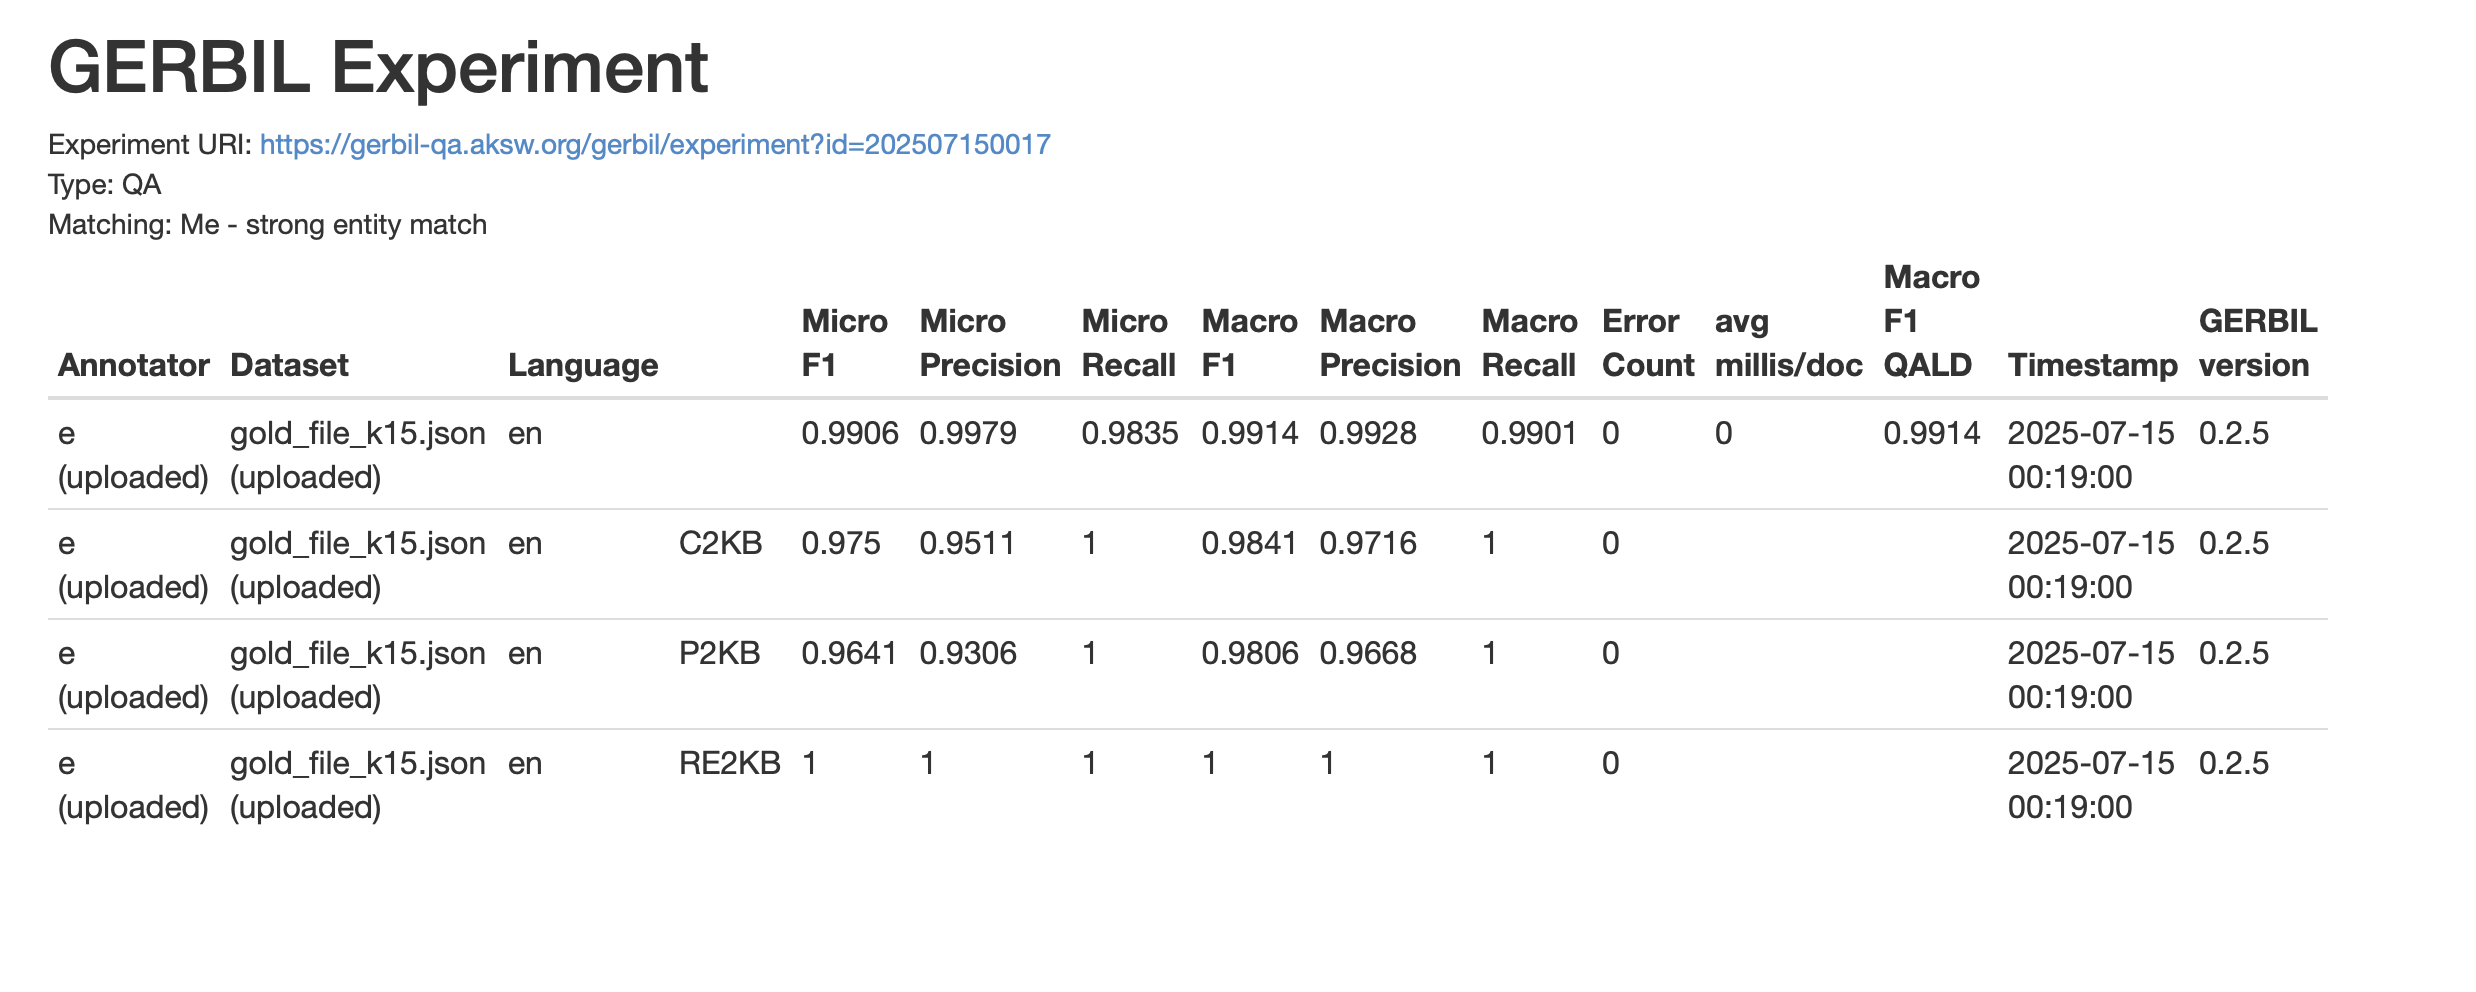 GERBIL Experiment
Experiment URI: https://gerbil-qa.aksw.org/gerbil/experiment?id=202507150017
Type: QA
Matching: Me - strong entity match
Annotator Dataset Language Micro F1 Micro Precision Micro Recall Macro F1 Macro Precision Macro Recall Error Count avg millis/doc Macro F1 QALD Timestamp GERBIL version
e (uploaded) gold_file_k15.json (uploaded) en 0.9906 0.9979 0.9835 0.9914 0.9928 0.9901 0 0 0.9914 2025-07-15 00:19:00 0.2.5
e (uploaded) gold_file_k15.json (uploaded) en C2KB 0.975 0.9511 1 0.9841 0.9716 1 0 2025-07-15 00:19:00 0.2.5
e (uploaded) gold_file_k15.json (uploaded) en P2KB 0.9641 0.9306 1 0.9806 0.9668 1 0 2025-07-15 00:19:00 0.2.5
e (uploaded) gold_file_k15.json (uploaded) en RE2KB 1 1 1 1 1 1 0 2025-07-15 00:19:00 0.2.5